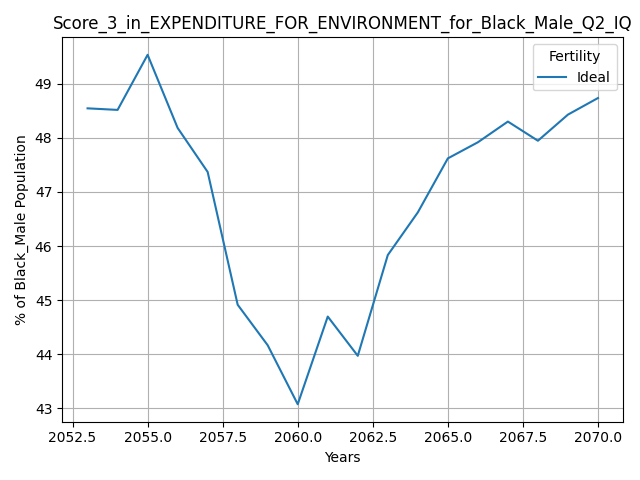 Score_3_in_EXPENDITURE_FOR_ENVIRONMENT_for_Black_Male_Q2_IQ
Fertility
Ideal
% of Black_Male Population
49
48
47
46
45
44
43
2052.5 2055.0 2057.5 2060.0 2062.5 2065.0 2067.5 2070.0
Years